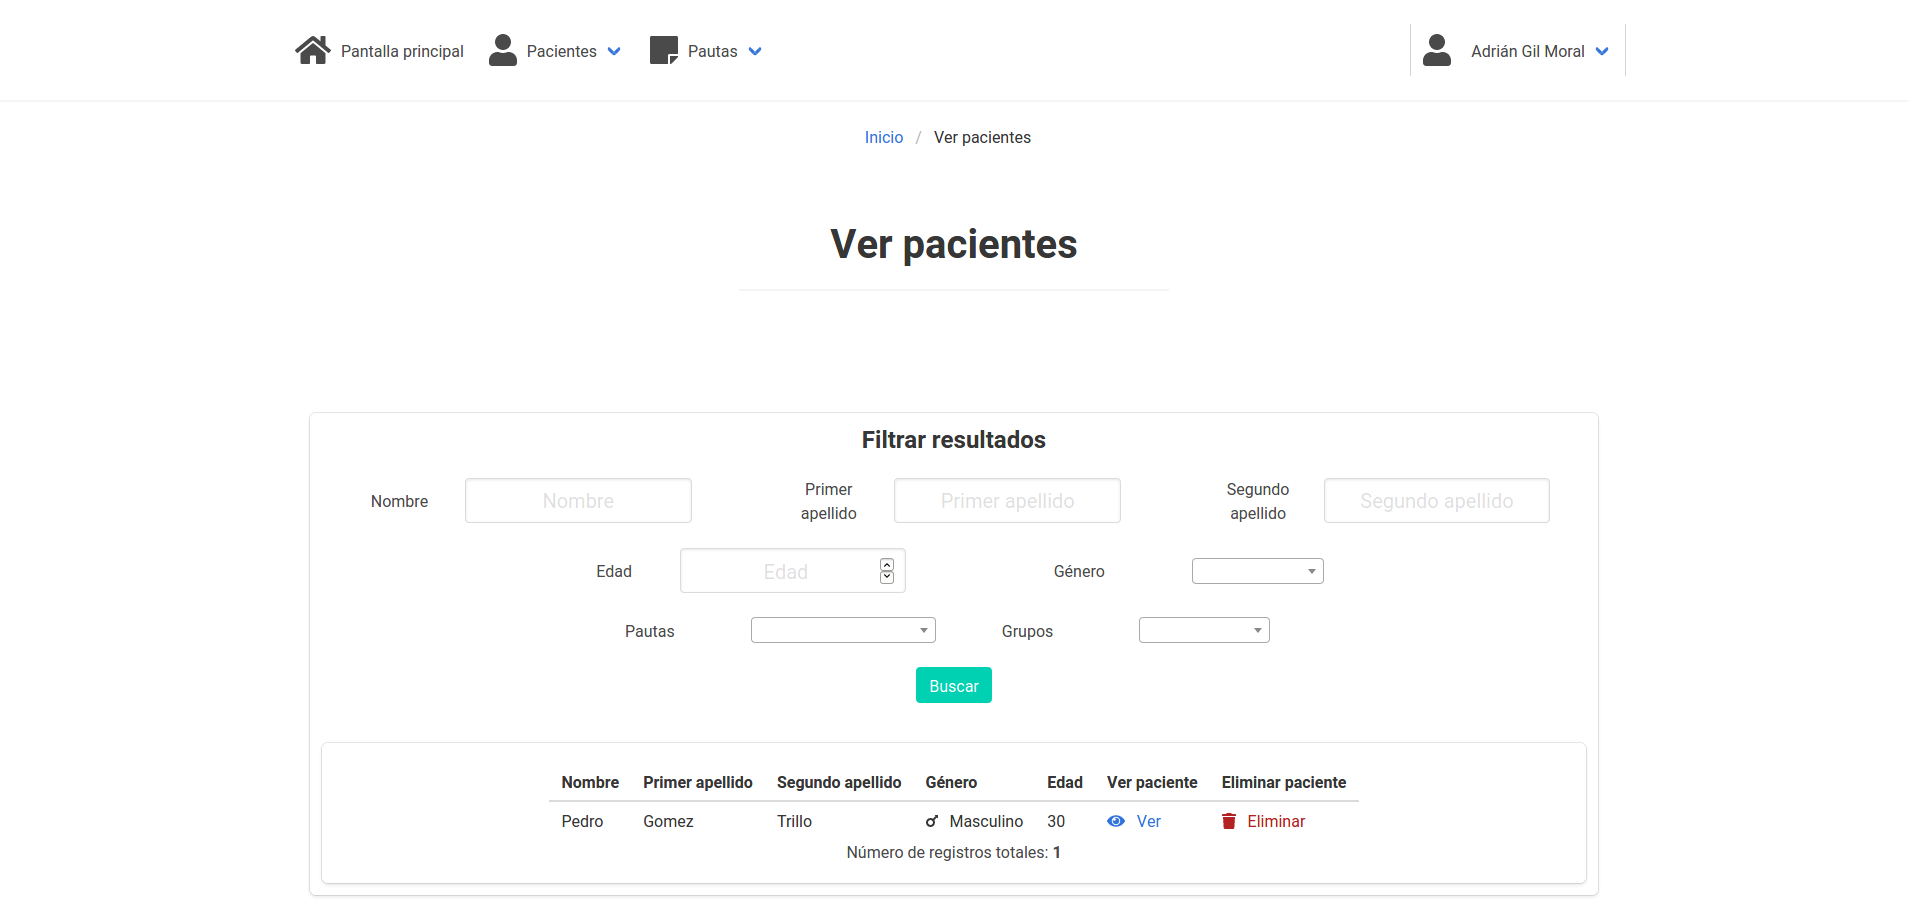 Pantalla principal Pacientes Pautas Adrián Gil Moral
Inicio / Ver pacientes
Ver pacientes
Filtrar resultados
Nombre Nombre Primer apellido Primer apellido Segundo apellido Segundo apellido
Edad Edad Género
Pautas Grupos
Buscar
Nombre Primer apellido Segundo apellido Género Edad Ver paciente Eliminar paciente
Pedro Gomez Trillo Masculino 30 Ver Eliminar
Número de registros totales: 1